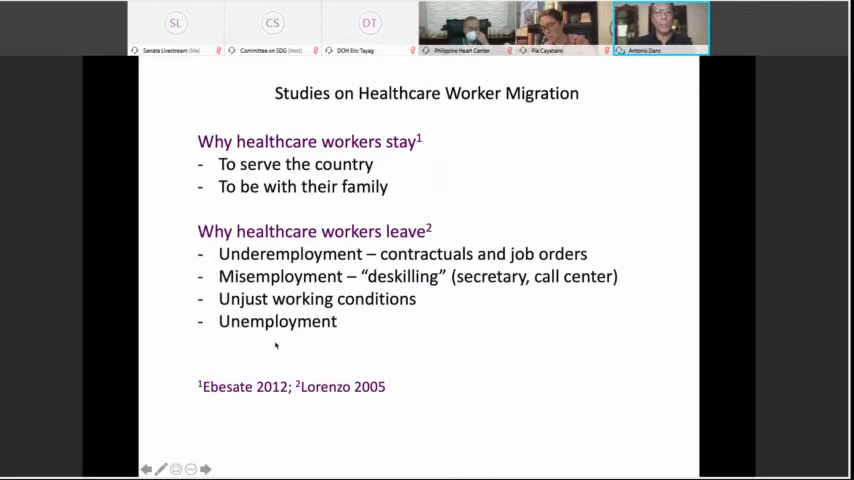 SL
CS
DT
Senate Livestream (Me)
Committee on SDG (Host)
DOH Eric Tayag
Philippine Heart Center
Pia Cayetano
Antonio Dans
Studies on Healthcare Worker Migration
Why healthcare workers stay¹
- To serve the country
- To be with their family
Why healthcare workers leave²
- Underemployment – contractuals and job orders
- Misemployment – “deskilling” (secretary, call center)
- Unjust working conditions
- Unemployment
¹Ebesate 2012; ²Lorenzo 2005